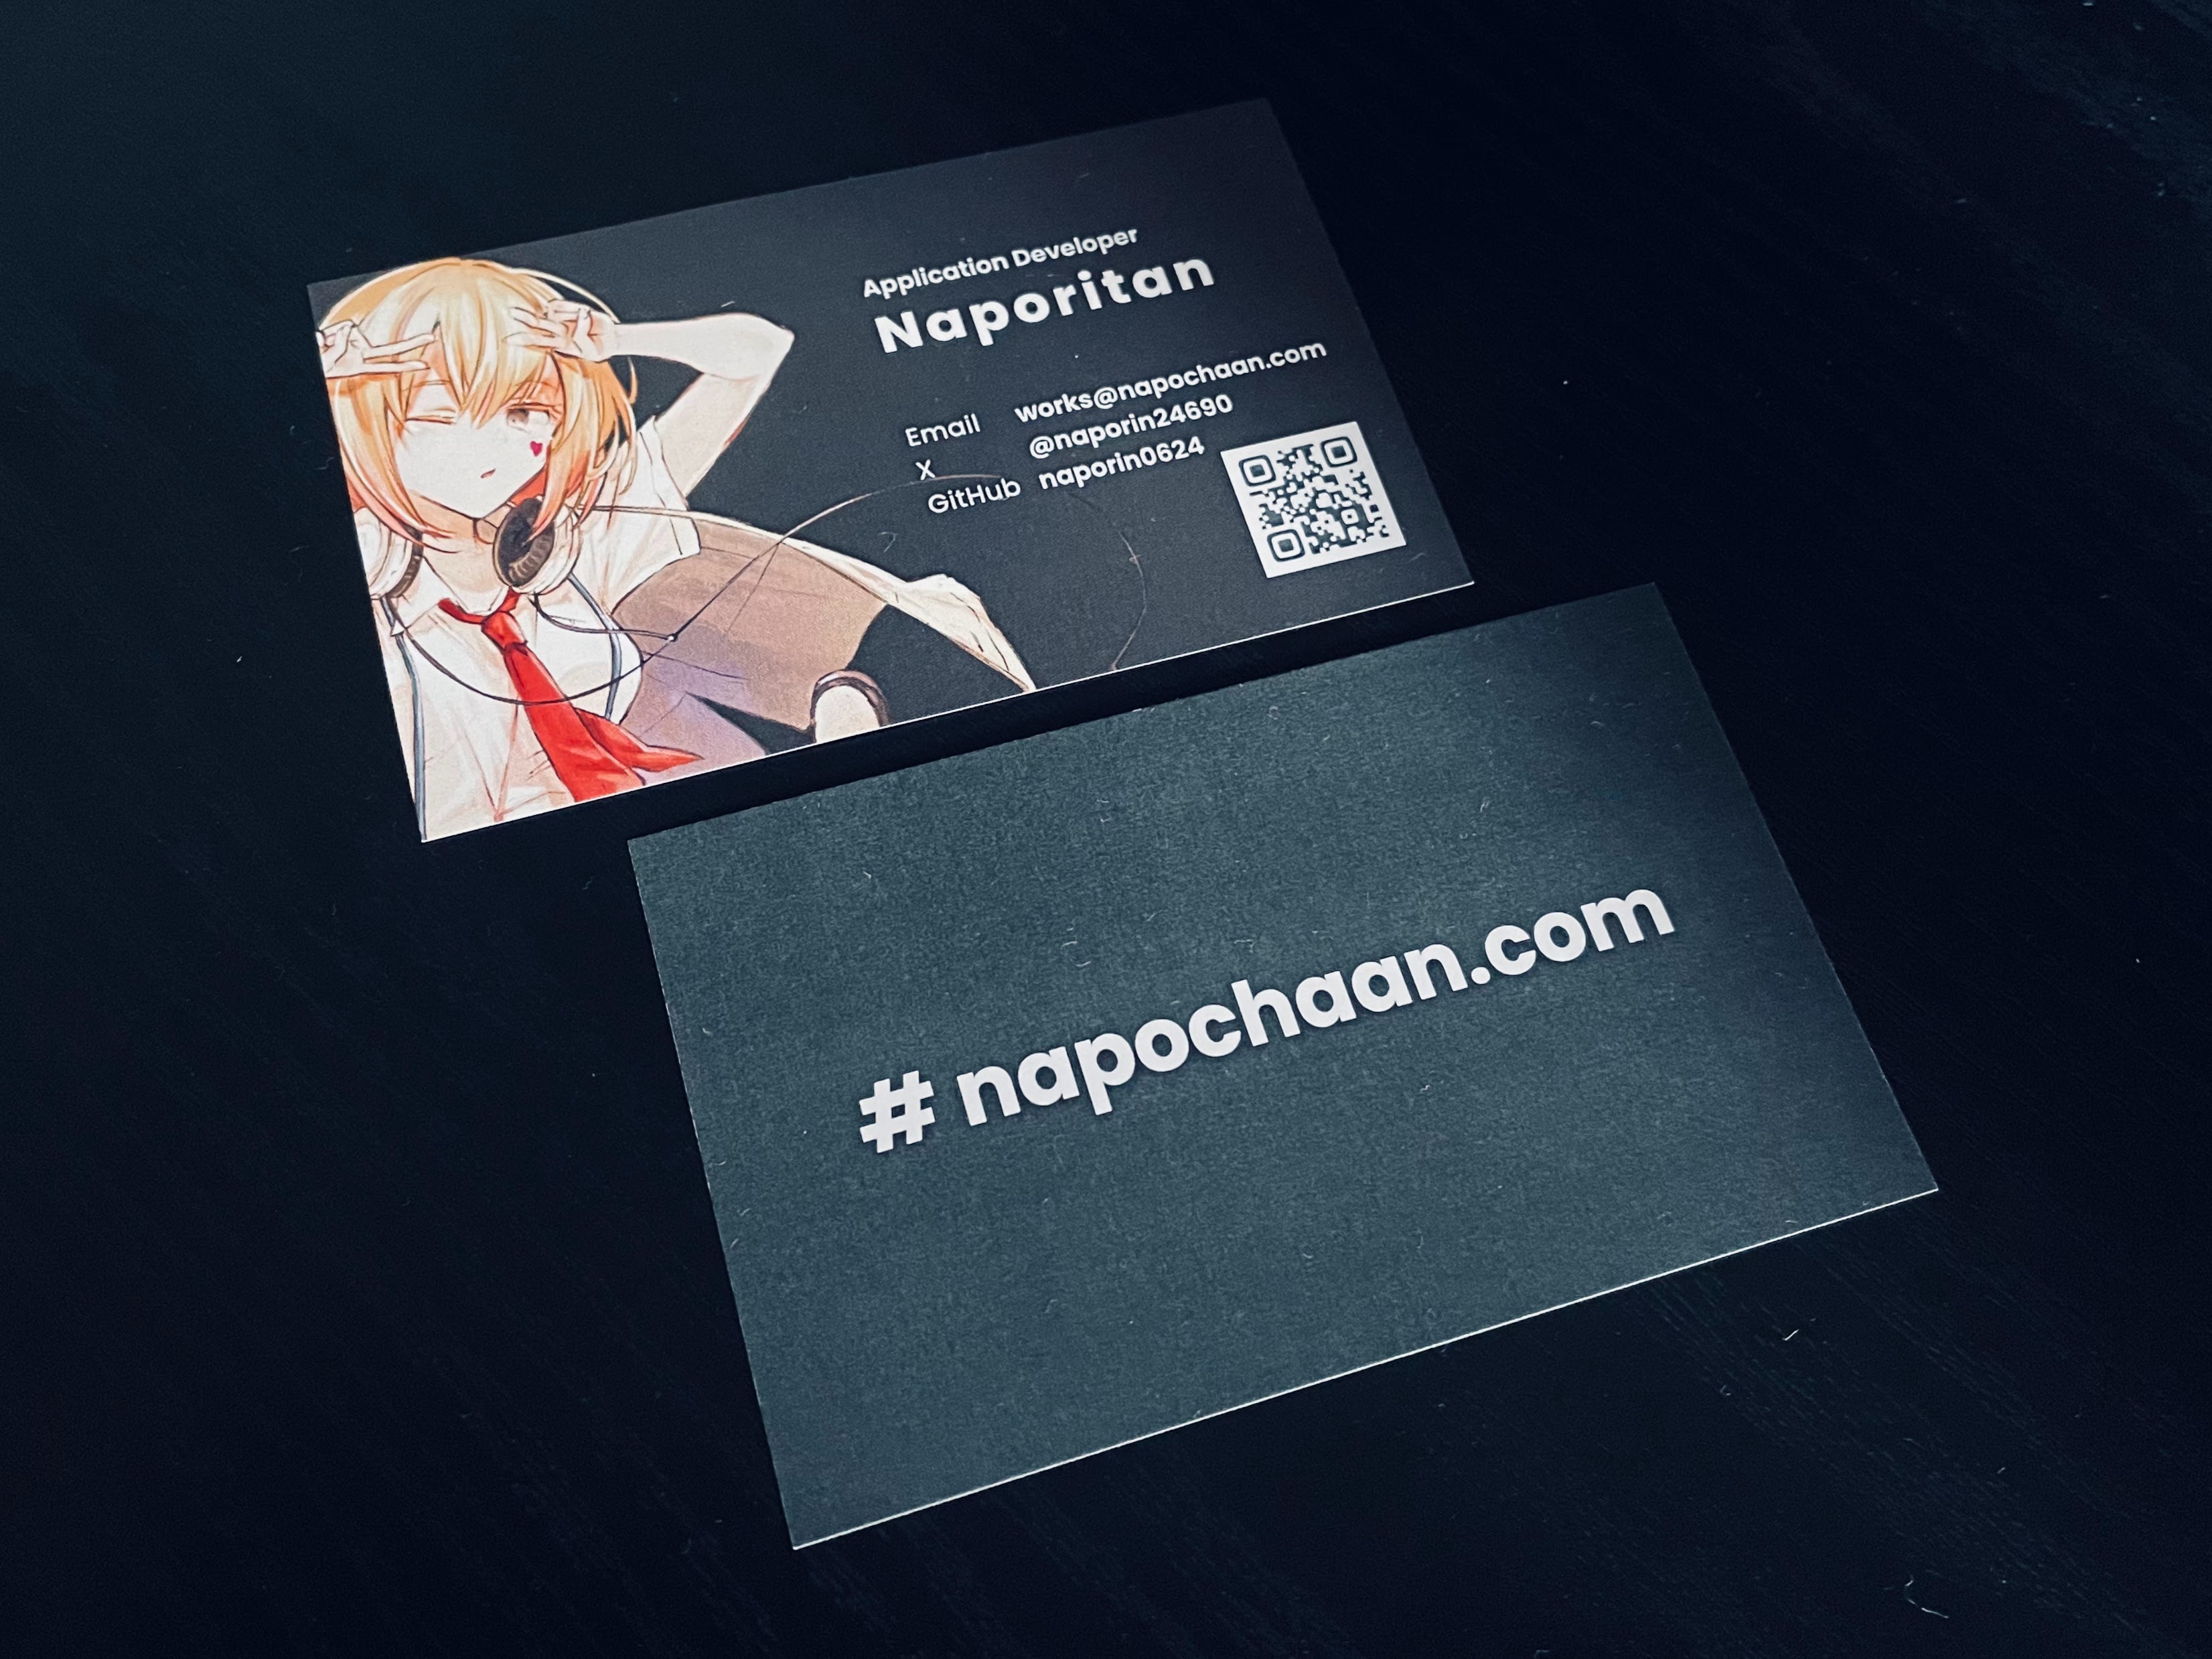 Application Developer
Naporitan
Email works@napochaan.com
X @naporin24690
GitHub naporin0624
# napochaan.com